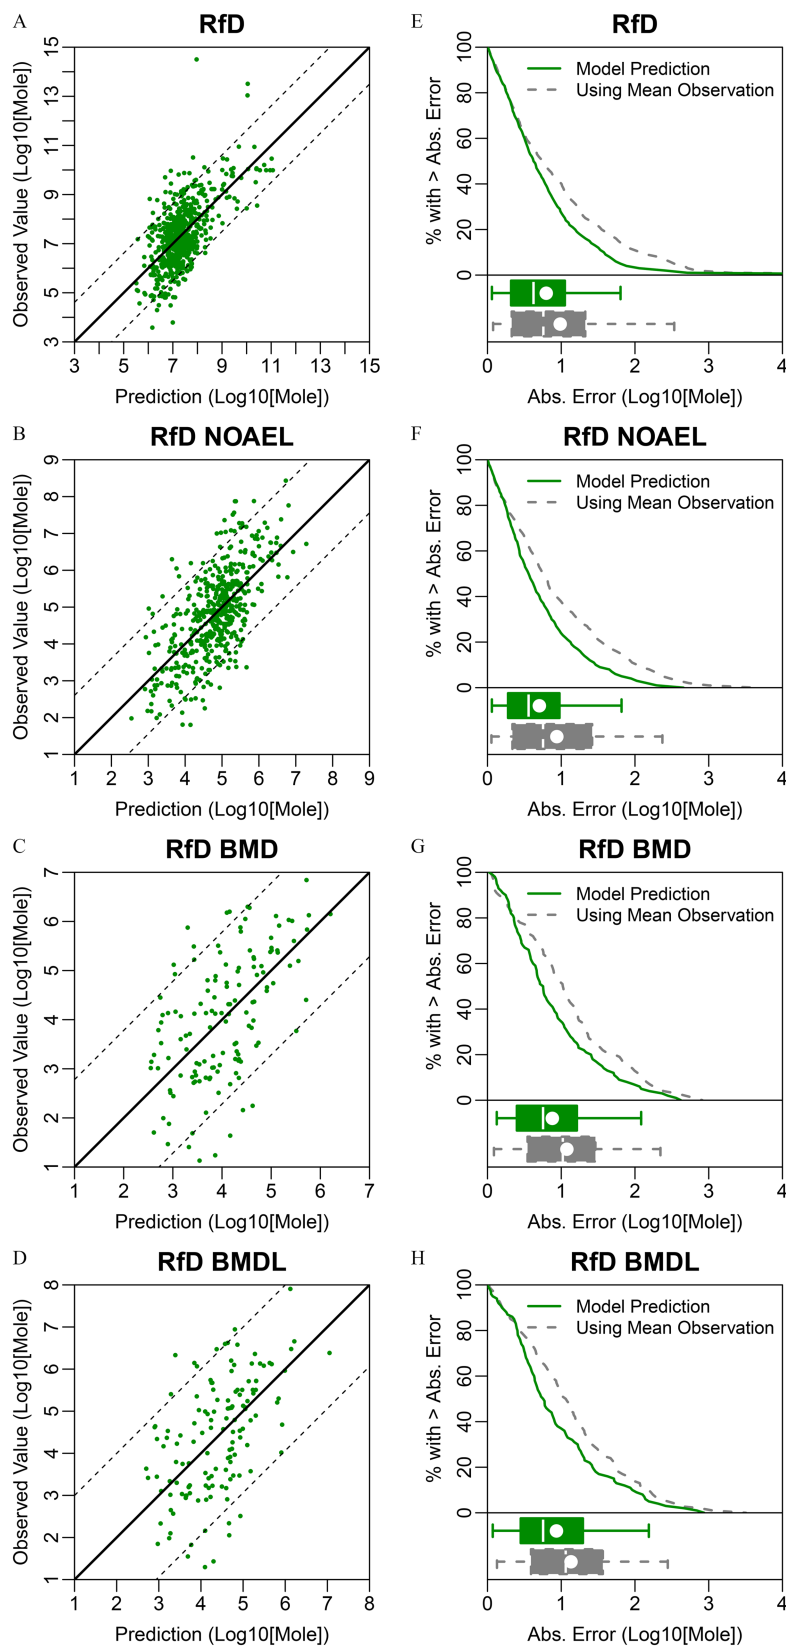 A
RfD
Observed Value (Log10[Mole])
3 5 7 9 11 13 15
3 5 7 9 11 13 15
Prediction (Log10[Mole])
E
RfD
% with > Abs. Error
0 20 40 60 80 100
Model Prediction
Using Mean Observation
0 1 2 3 4
Abs. Error (Log10[Mole])
B
RfD NOAEL
Observed Value (Log10[Mole])
1 2 3 4 5 6 7 8 9
1 2 3 4 5 6 7 8 9
Prediction (Log10[Mole])
F
RfD NOAEL
% with > Abs. Error
0 20 40 60 80 100
Model Prediction
Using Mean Observation
0 1 2 3 4
Abs. Error (Log10[Mole])
C
RfD BMD
Observed Value (Log10[Mole])
1 2 3 4 5 6 7
1 2 3 4 5 6 7
Prediction (Log10[Mole])
G
RfD BMD
% with > Abs. Error
0 20 40 60 80 100
Model Prediction
Using Mean Observation
0 1 2 3 4
Abs. Error (Log10[Mole])
D
RfD BMDL
Observed Value (Log10[Mole])
1 2 3 4 5 6 7 8
1 2 3 4 5 6 7 8
Prediction (Log10[Mole])
H
RfD BMDL
% with > Abs. Error
0 20 40 60 80 100
Model Prediction
Using Mean Observation
0 1 2 3 4
Abs. Error (Log10[Mole])